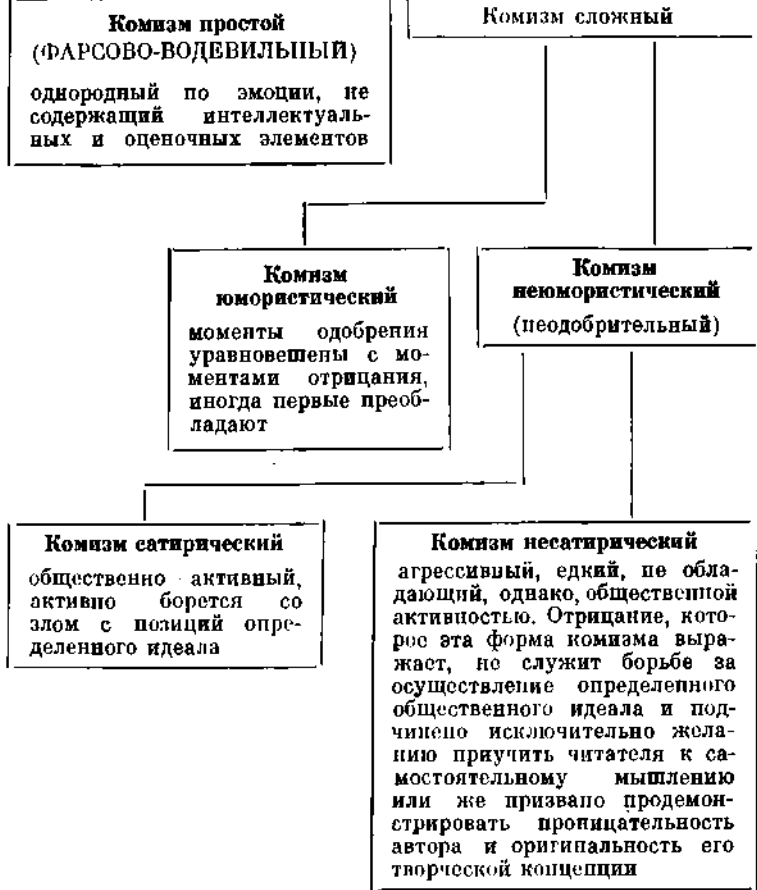 Комизм простой
(ФАРСОВО-ВОДЕВИЛЬНЫЙ)
однородный по эмоции, не
содержащий интеллектуаль-
ных и оценочных элементов
Комизм сложный
Комизм
юмористический
моменты одобрения
уравновешены с мо-
ментами отрицания,
иногда первые преоб-
ладают
Комизм
неюмористический
(неодобрительный)
Комизм сатирический
общественно активный,
активно борется со
злом с позиций опре-
деленного идеала
Комизм несатирический
агрессивный, едкий, не обла-
дающий, однако, общественной
активностью. Отрицание, кото-
рое эта форма комизма выра-
жает, не служит борьбе за
осуществление определенного
общественного идеала и под-
чинено исключительно жела-
нию приучить читателя к са-
мостоятельному мышлению
или же призвано продемон-
стрировать проницательность
автора и оригинальность его
творческой концепции